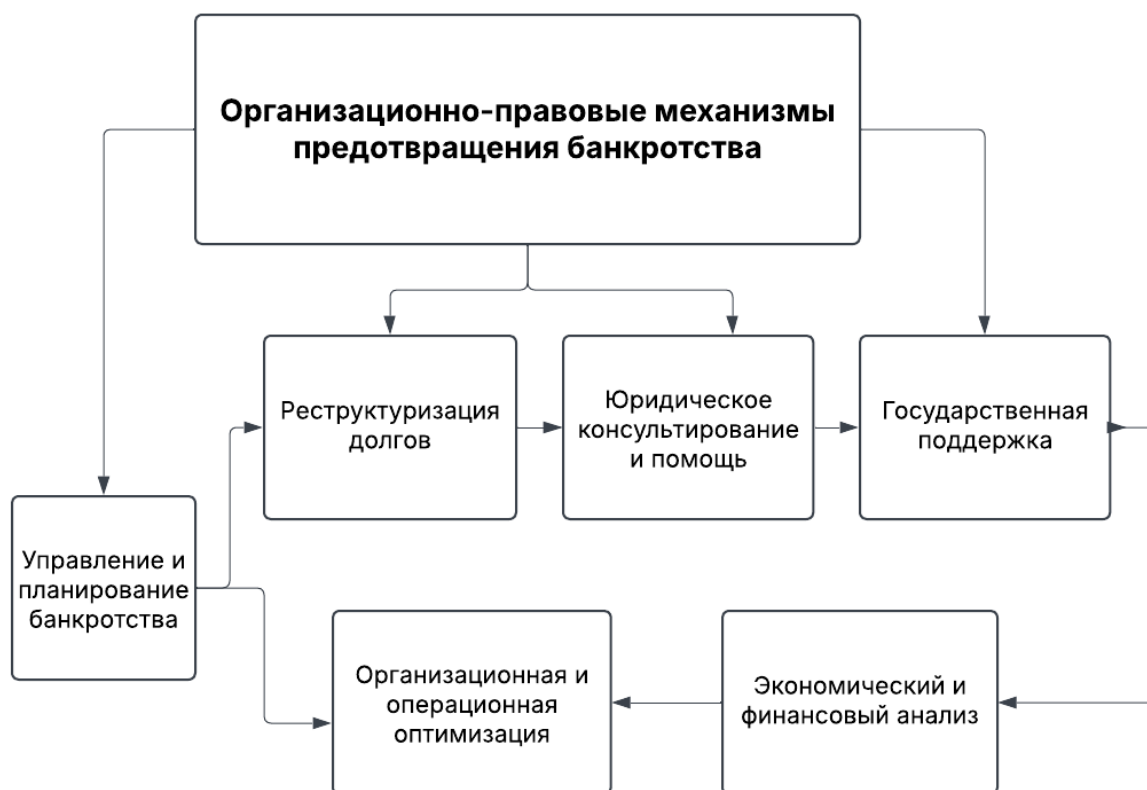 Организационно-правовые механизмы
предотвращения банкротства
Реструктуризация
долгов
Юридическое
консультирование
и помощь
Государственная
поддержка
Управление и
планирование
банкротства
Организационная и
операционная
оптимизация
Экономический и
финансовый анализ